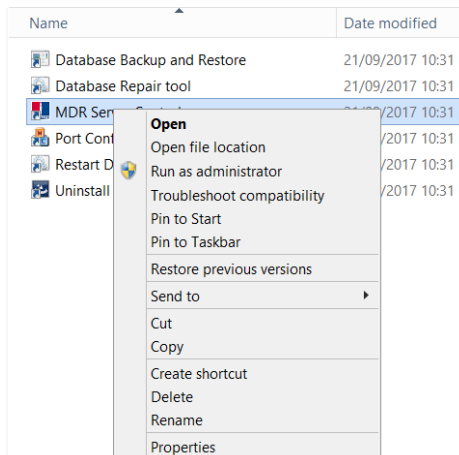 Name Date modified
Database Backup and Restore 21/09/2017 10:31
Database Repair tool 21/09/2017 10:31
MDR Ser 2017 10:31
Port Conf /2017 10:31
Restart D /2017 10:31
Uninstall /2017 10:31
Open
Open file location
Run as administrator
Troubleshoot compatibility
Pin to Start
Pin to Taskbar
Restore previous versions
Send to
Cut
Copy
Create shortcut
Delete
Rename
Properties